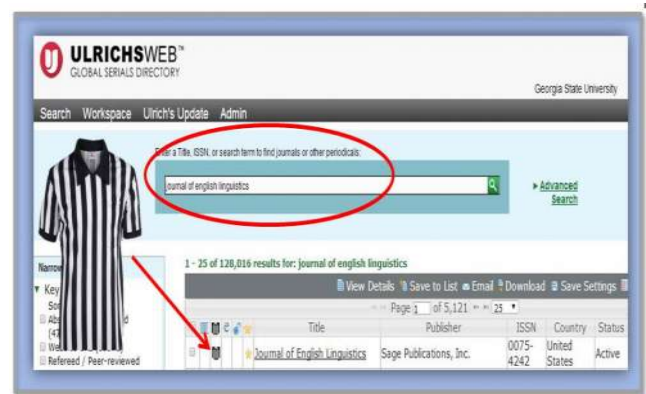 ULRICHSWEB™
GLOBAL SERIALS DIRECTORY
Georgia State University
Search Workspace Ulrich's Update Admin
Enter a Title, ISSN, or search term to find journals or other periodicals:
journal of english linguistics
Advanced
Search
1 - 25 of 128,016 results for: journal of english linguistics
Narrow
View Details Save to List Email Download Save Settings
Key
Page 1 of 5,121 25
Title Publisher ISSN Country Status
Journal of English Linguistics Sage Publications, Inc. 0075-4242 United States Active
Refereed / Peer-reviewed